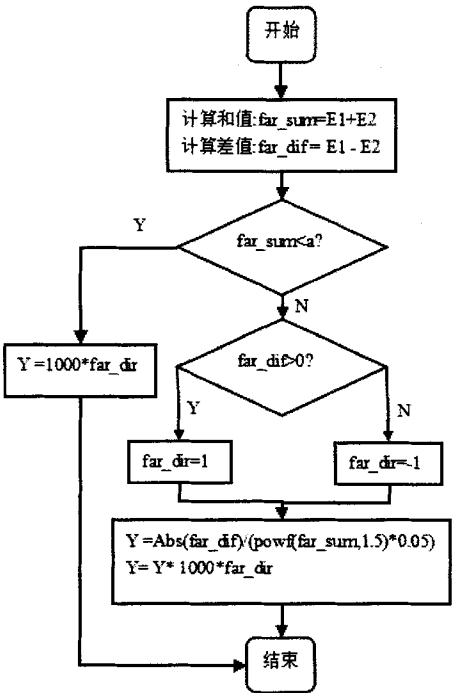 开始
计算和值:far_sum=E1+E2
计算差值:far_dif= E1 - E2
far_sum<a?
Y
N
Y =1000*far_dir
far_dif>0?
Y
N
far_dir=1
far_dir=-1
Y =Abs(far_dif)/(powf(far_sum,1.5)*0.05)
Y= Y* 1000*far_dir
结束